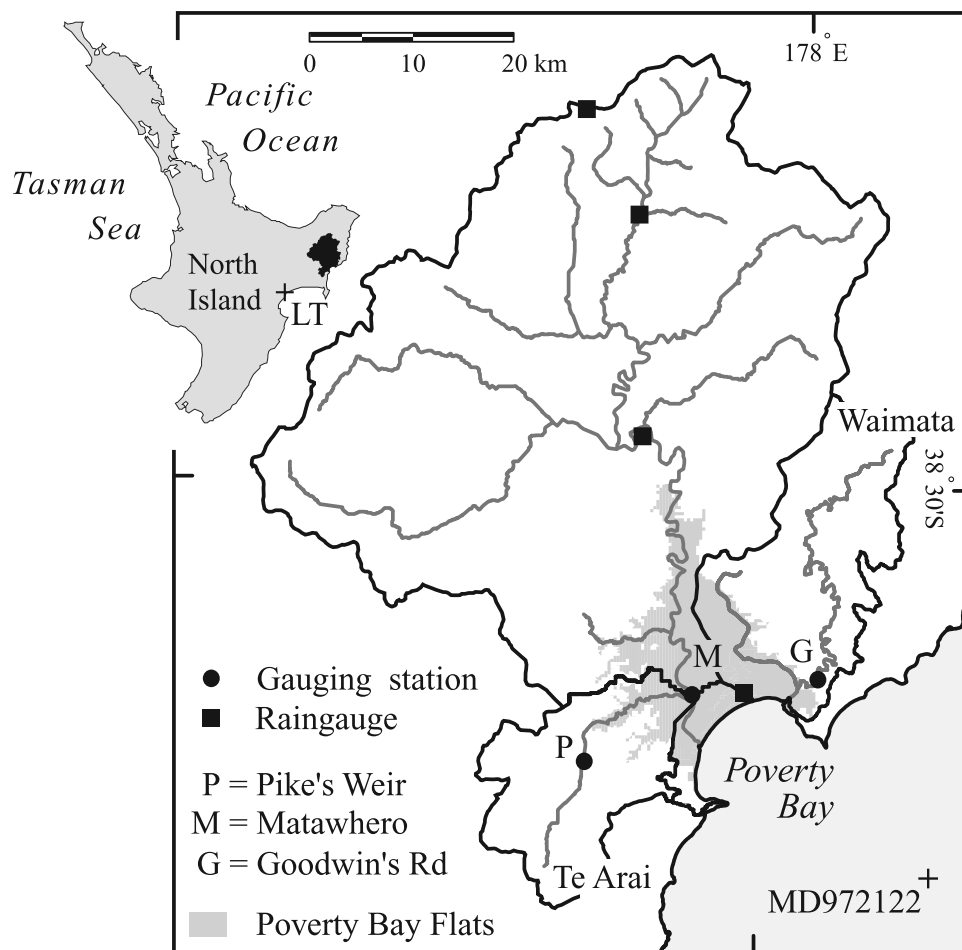 178° E
0 10 20 km
Pacific
Ocean
Tasman
Sea
North
Island
LT
Waimata
38° 30'S
M
G
Gauging station
Raingauge
P
P = Pike's Weir
M = Matawhero
G = Goodwin's Rd
Poverty
Bay
Te Arai
MD972122
Poverty Bay Flats